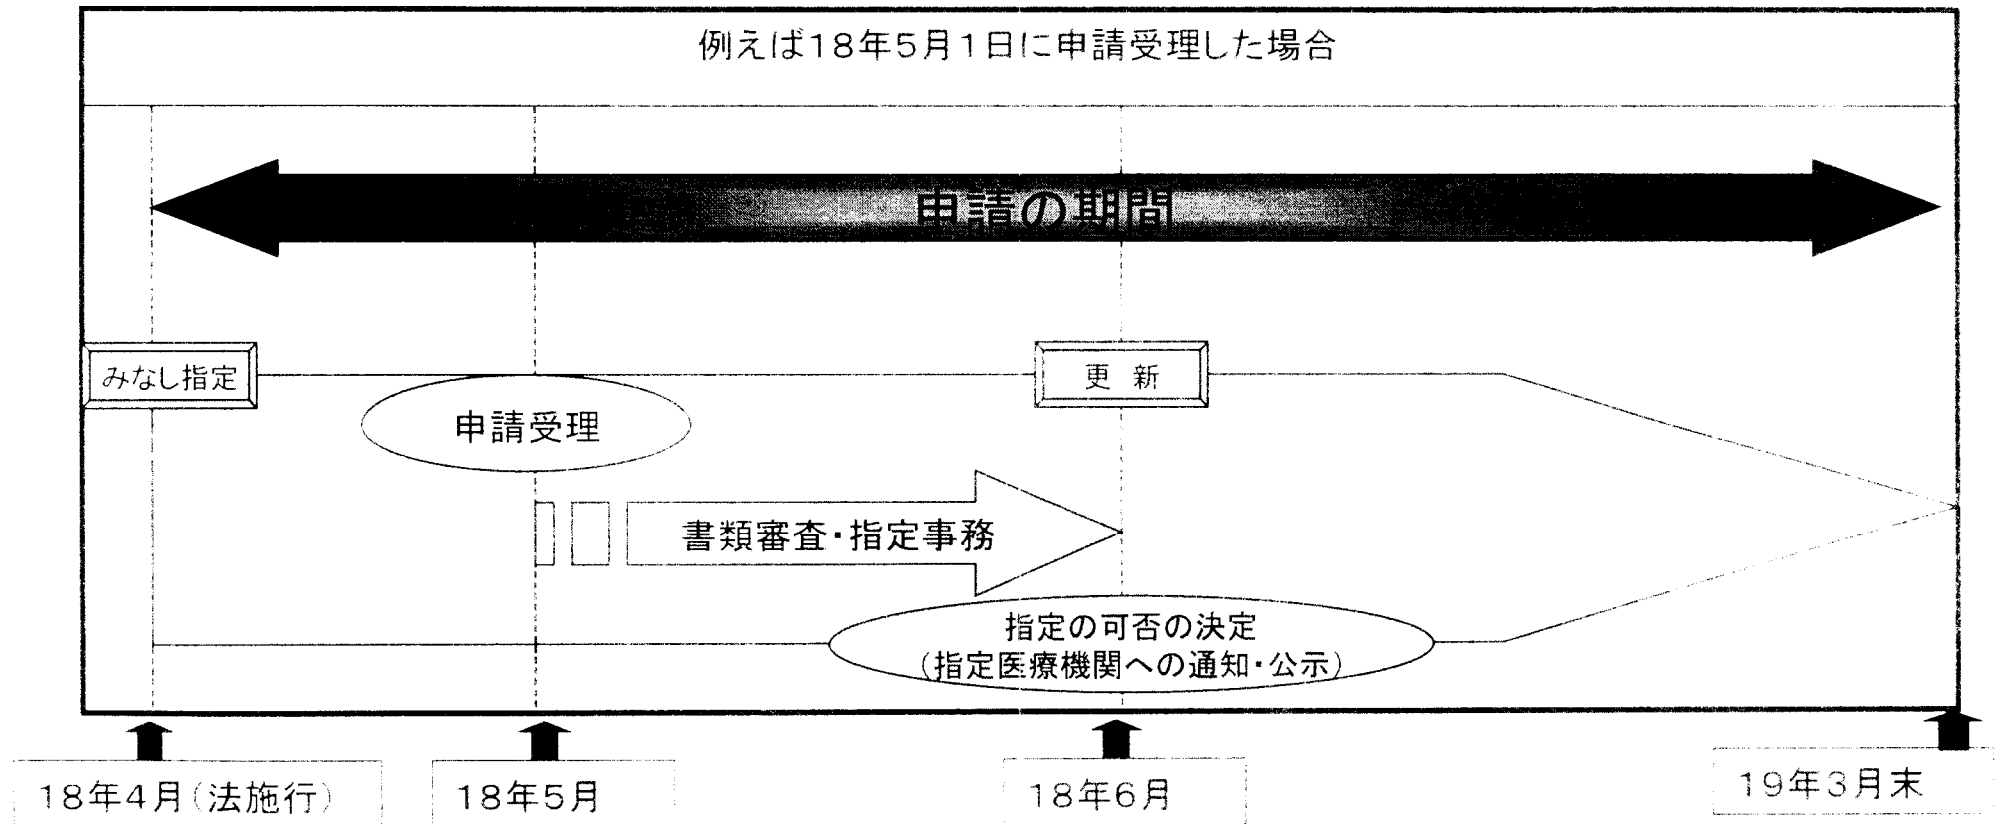 例えば18年5月1日に申請受理した場合
申請の期間
みなし指定
更 新
申請受理
書類審査・指定事務
指定の可否の決定
(指定医療機関への通知・公示)
18年4月(法施行)
18年5月
18年6月
19年3月末